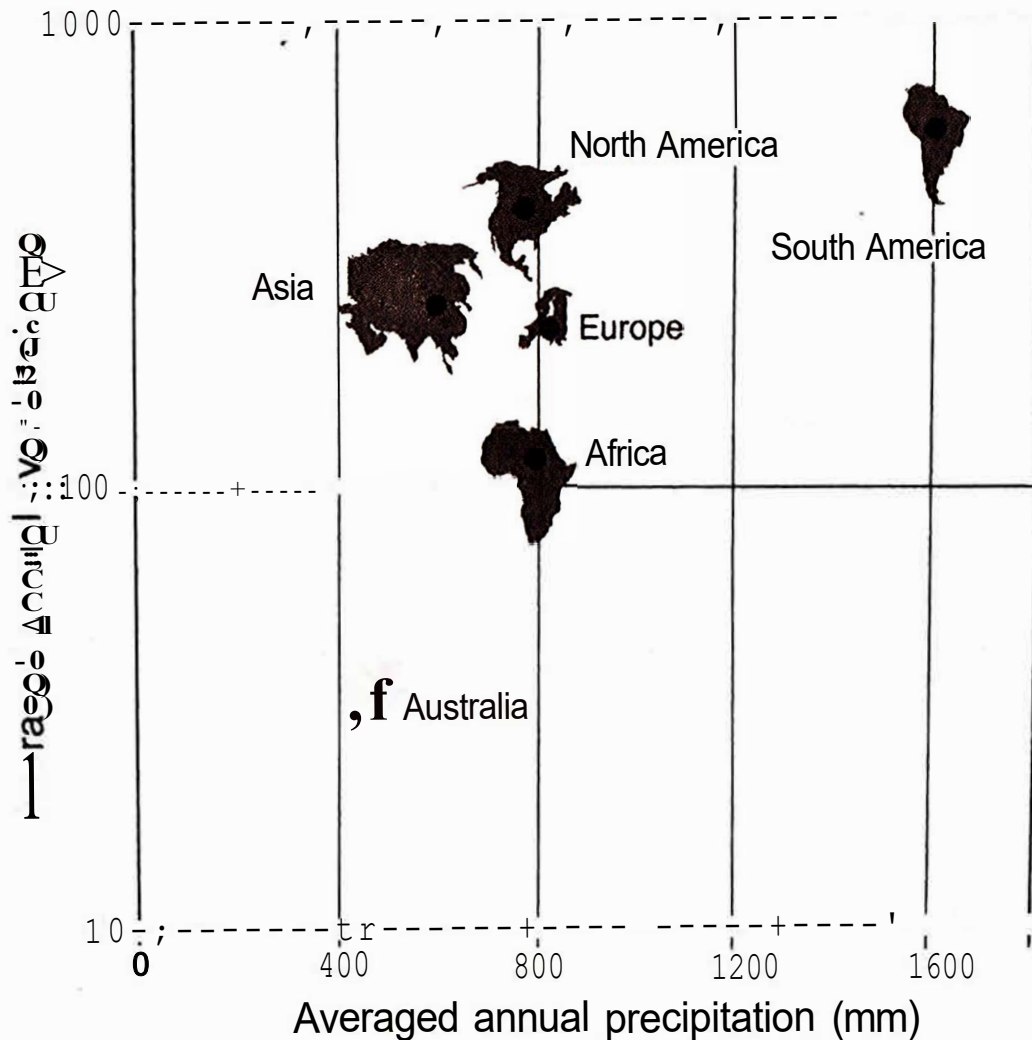 1000
North America
South America
Asia
Europe
Africa
100
Australia
10
0 400 800 1200 1600
Averaged annual precipitation (mm)